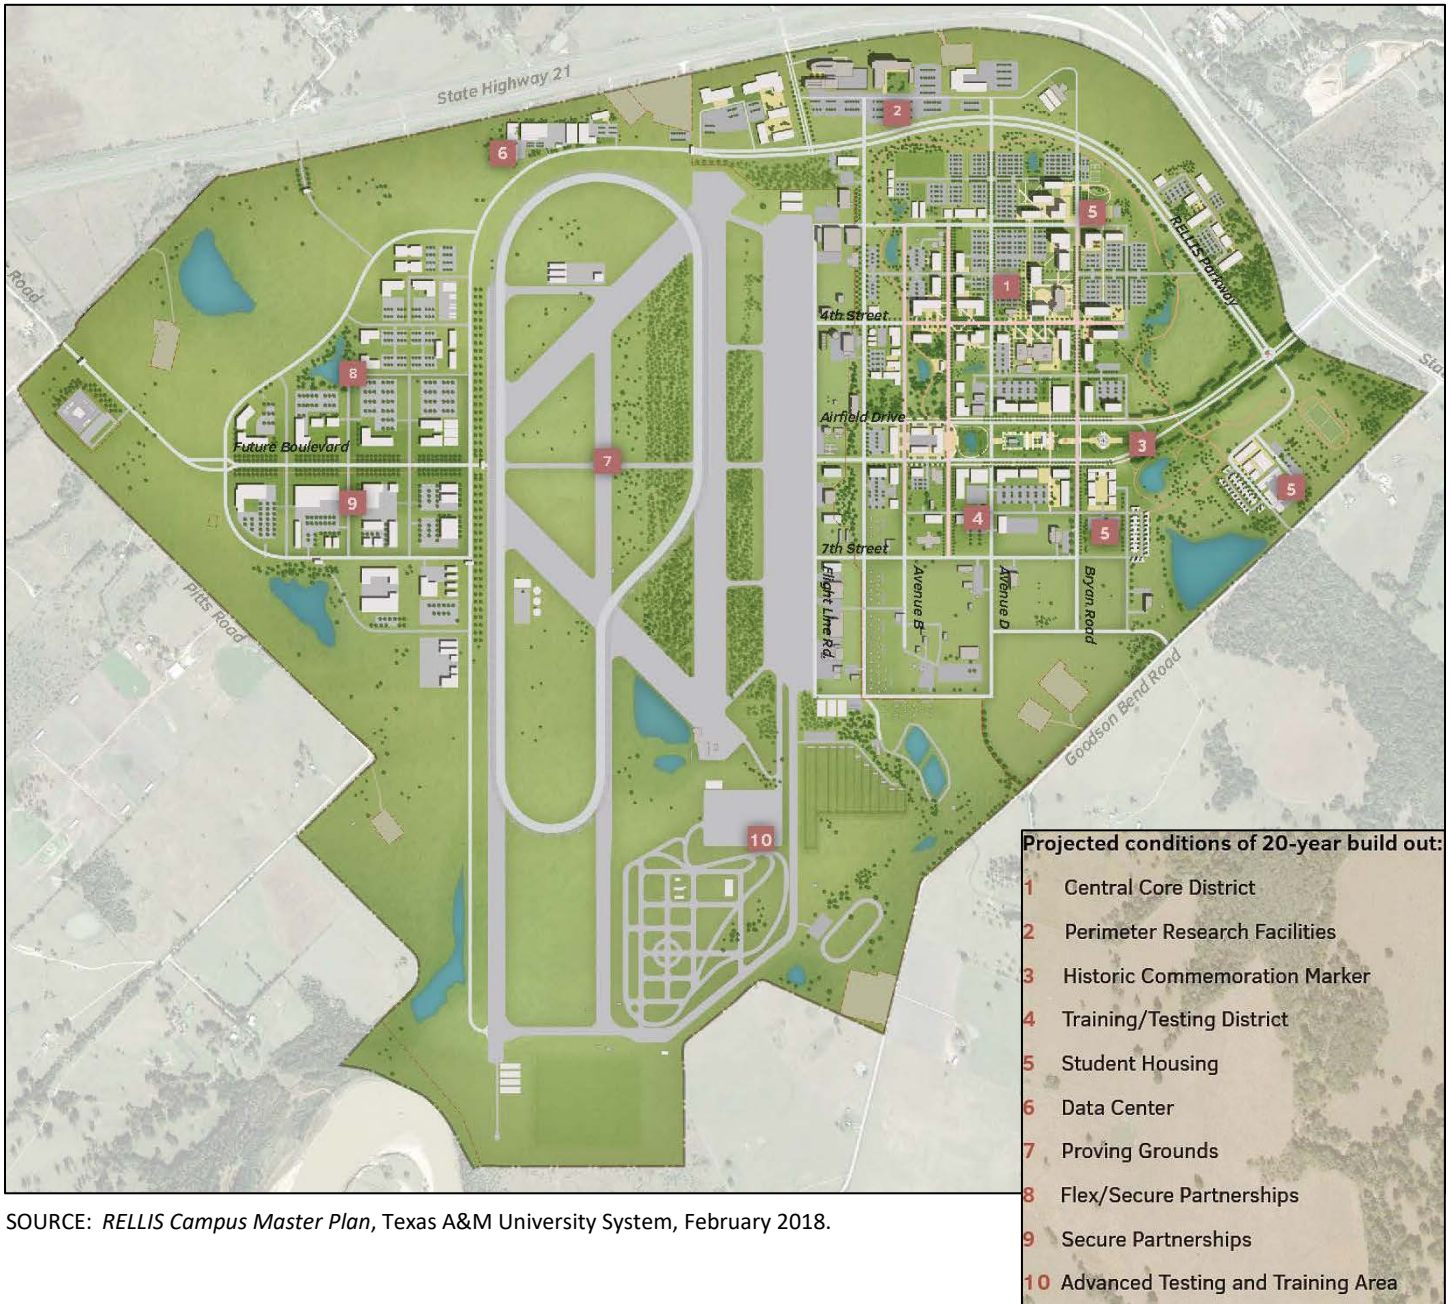 State Highway 21
2
6
5
RELLIS Parkway
Road
1
4th Street
Sta
8
Airfield Drive
Future Boulevard
3
7
9
5
4
5
7th Street
Pitts Road
Flight Line Rd.
Avenue B
Avenue D
Bryan Road
Goodson Bend Road
10
Projected conditions of 20-year build out:
1 Central Core District
2 Perimeter Research Facilities
3 Historic Commemoration Marker
4 Training/Testing District
5 Student Housing
6 Data Center
7 Proving Grounds
8 Flex/Secure Partnerships
9 Secure Partnerships
10 Advanced Testing and Training Area
SOURCE: RELLIS Campus Master Plan, Texas A&M University System, February 2018.